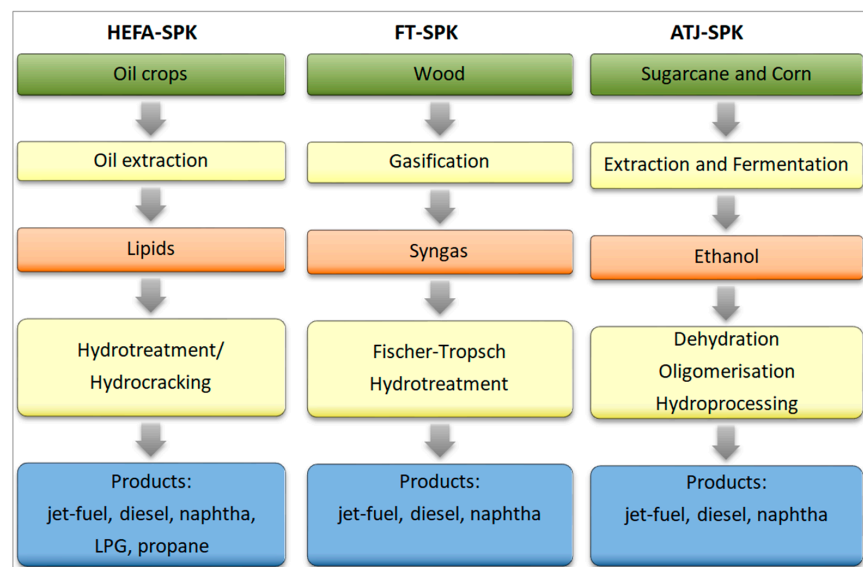 HEFA-SPK
Oil crops
Oil extraction
Lipids
Hydrotreatment/
Hydrocracking
Products:
jet-fuel, diesel, naphtha,
LPG, propane
FT-SPK
Wood
Gasification
Syngas
Fischer-Tropsch
Hydrotreatment
Products:
jet-fuel, diesel, naphtha
ATJ-SPK
Sugarcane and Corn
Extraction and Fermentation
Ethanol
Dehydration
Oligomerisation
Hydroprocessing
Products:
jet-fuel, diesel, naphtha